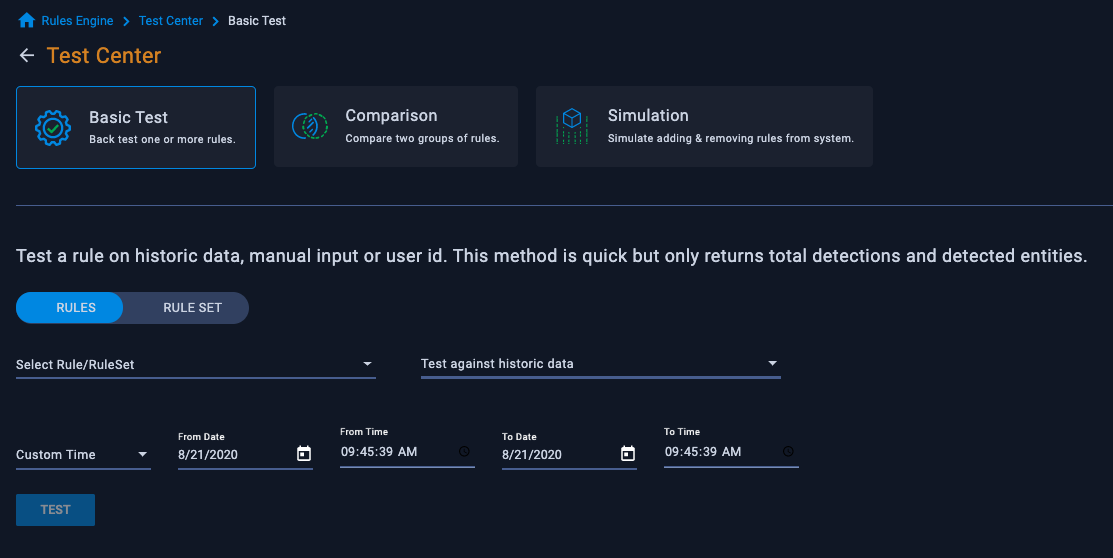 Rules Engine > Test Center > Basic Test
Test Center
Basic Test
Back test one or more rules.
Comparison
Compare two groups of rules.
Simulation
Simulate adding & removing rules from system.
Test a rule on historic data, manual input or user id. This method is quick but only returns total detections and detected entities.
RULES RULE SET
Select Rule/RuleSet
Test against historic data
Custom Time
From Date
8/21/2020
From Time
09:45:39 AM
To Date
8/21/2020
To Time
09:45:39 AM
TEST